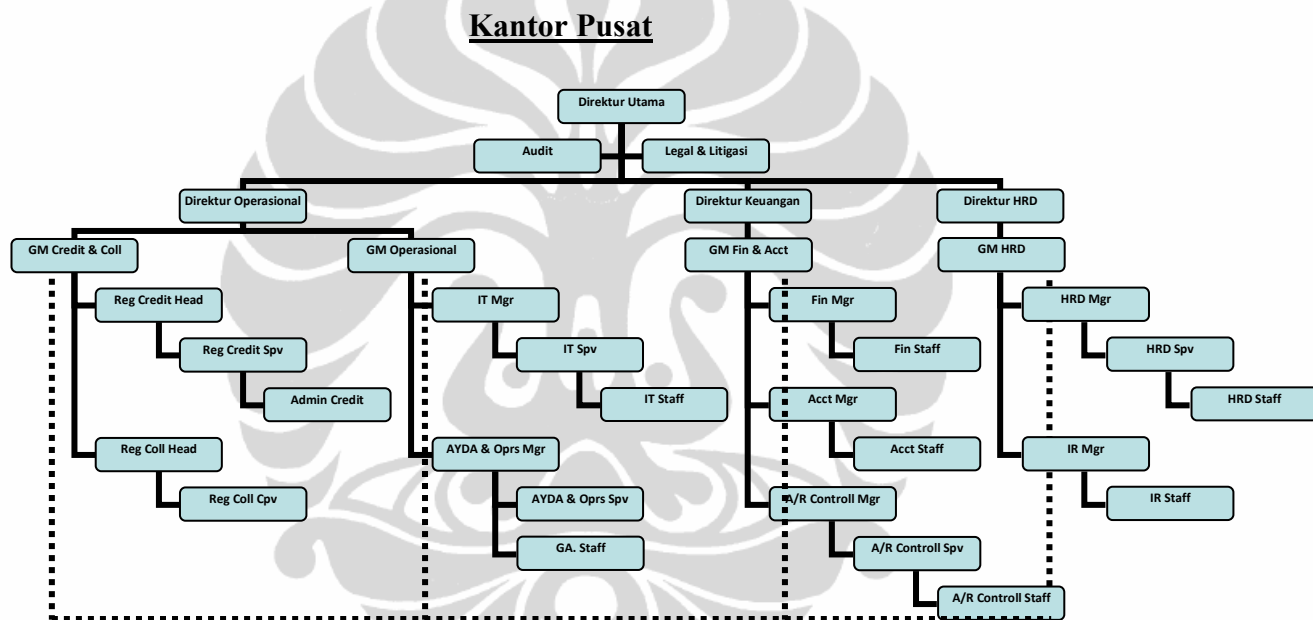 Kantor Pusat
Direktur Utama
Audit
Legal & Litigasi
Direktur Operasional
Direktur Keuangan
Direktur HRD
GM Credit & Coll
GM Operasional
GM Fin & Acct
GM HRD
Reg Credit Head
IT Mgr
Fin Mgr
HRD Mgr
Reg Credit Spv
IT Spv
Fin Staff
HRD Spv
Admin Credit
IT Staff
Acct Mgr
HRD Staff
Reg Coll Head
AYDA & Oprs Mgr
Acct Staff
IR Mgr
Reg Coll Cpv
AYDA & Oprs Spv
A/R Controll Mgr
IR Staff
GA. Staff
A/R Controll Spv
A/R Controll Staff